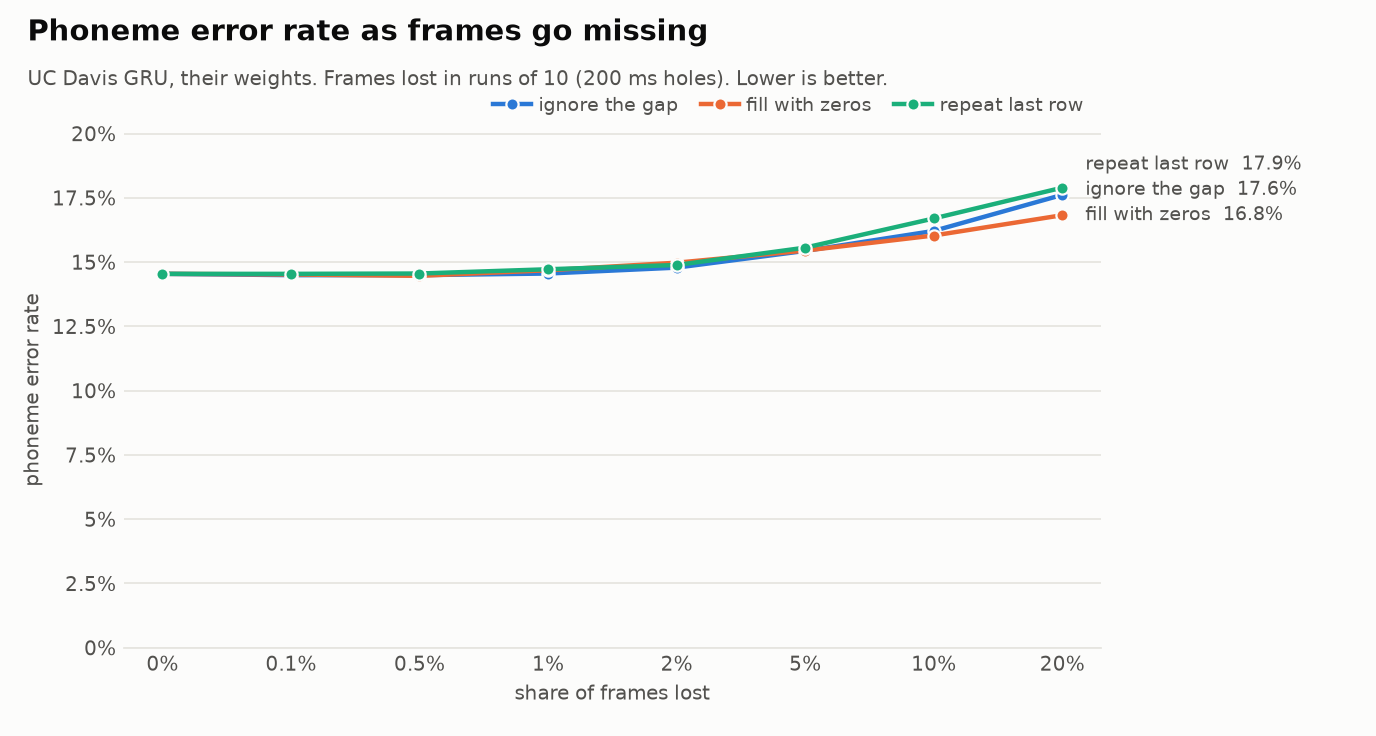 Phoneme error rate as frames go missing
UC Davis GRU, their weights. Frames lost in runs of 10 (200 ms holes). Lower is better.
ignore the gap fill with zeros repeat last row
20%
17.5%
15%
12.5%
10%
7.5%
5%
2.5%
0%
phoneme error rate
repeat last row 17.9%
ignore the gap 17.6%
fill with zeros 16.8%
0% 0.1% 0.5% 1% 2% 5% 10% 20%
share of frames lost